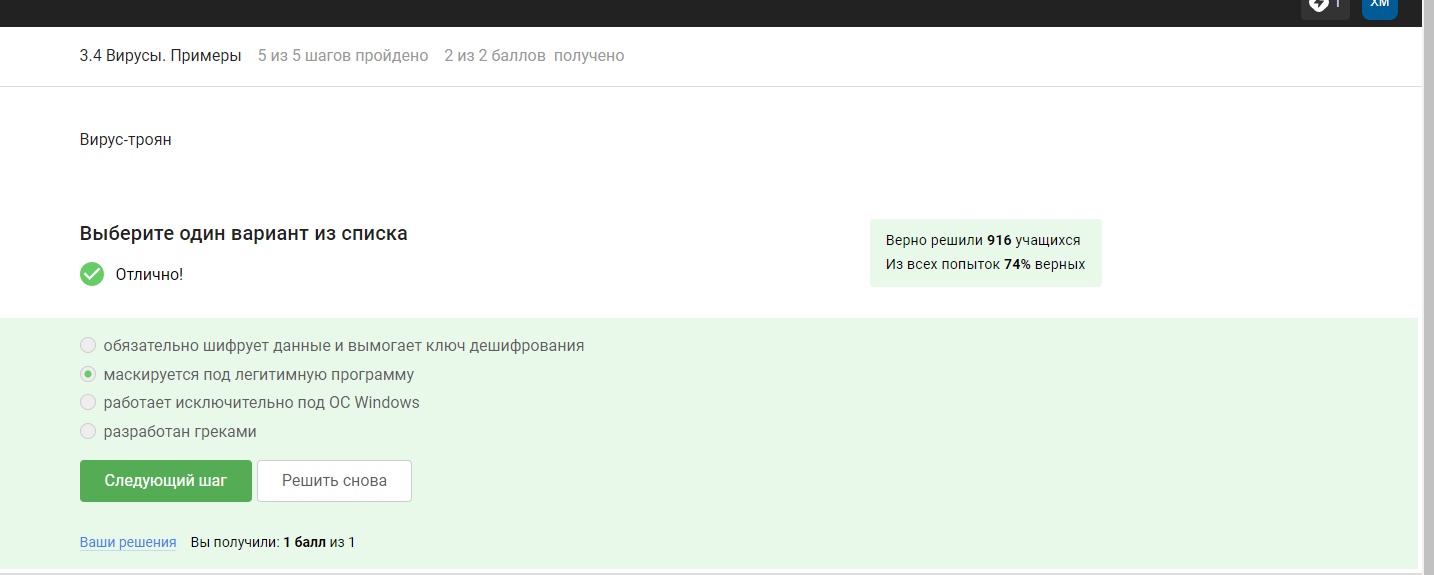 1 XM
3.4 Вирусы. Примеры 5 из 5 шагов пройдено 2 из 2 баллов получено
Вирус-троян
Выберите один вариант из списка
Отлично!
Верно решили 916 учащихся
Из всех попыток 74% верных
обязательно шифрует данные и вымогает ключ дешифрования
маскируется под легитимную программу
работает исключительно под ОС Windows
разработан греками
Следующий шаг Решить снова
Ваши решения Вы получили: 1 балл из 1